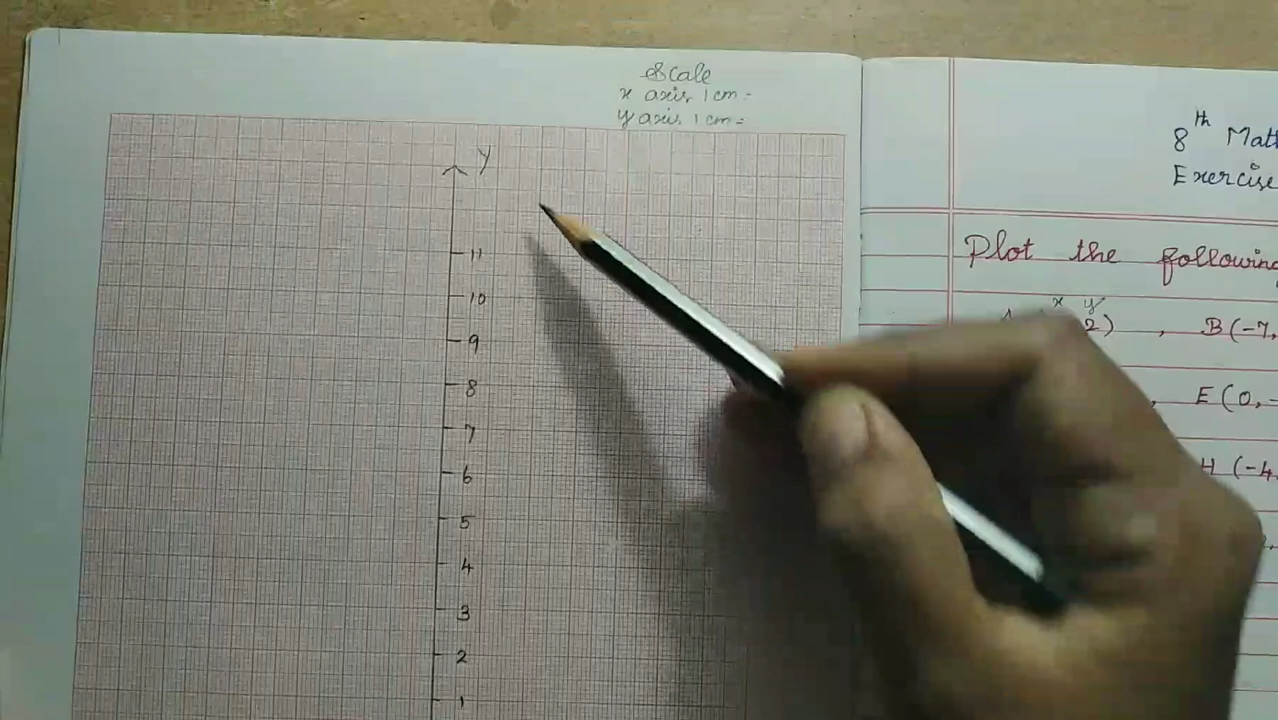 Scale
x axis 1cm =
y axis 1cm =
y
11
10
9
8
7
6
5
4
3
2
1
8th Mat
Exercise
Plot the following
x y
2) , B(-7,
, E(0,-
H (-4,